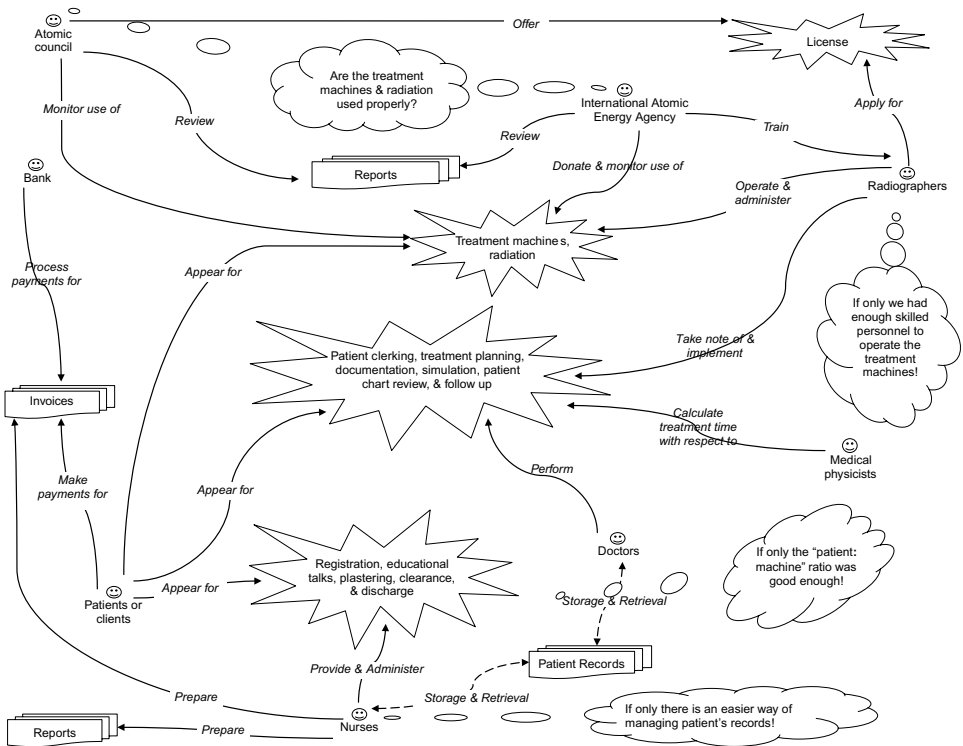 Atomic
council
Offer
License
Are the treatment
machines & radiation
used properly?
International Atomic
Energy Agency
Monitor use of
Review
Review
Apply for
Train
Donate & monitor use of
Reports
Bank
Radiographers
Operate &
administer
Treatment machines,
radiation
Process
payments for
Appear for
If only we had
enough skilled
personnel to
operate the
treatment
machines!
Take note of &
implement
Patient clerking, treatment planning,
documentation, simulation, patient
chart review, & follow up
Invoices
Calculate
treatment time
with respect to
Medical
physicists
Make
payments for
Appear for
Perform
Doctors
If only the “patient:
machine” ratio was
good enough!
Registration, educational
talks, plastering, clearance,
& discharge
Appear for
Patients or
clients
Storage & Retrieval
Patient Records
Provide & Administer
Storage & Retrieval
Prepare
Nurses
If only there is an easier way of
managing patient’s records!
Reports
Prepare